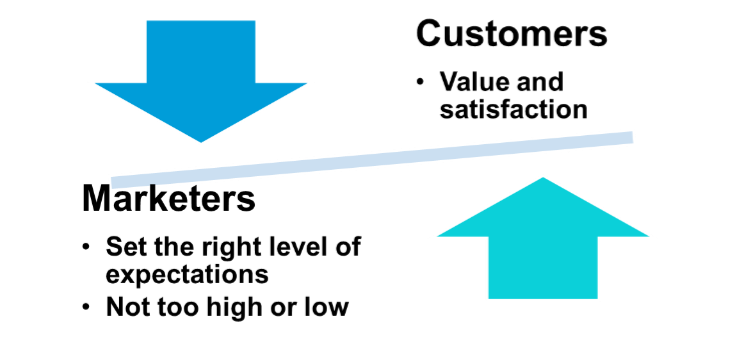 Customers
• Value and
satisfaction
Marketers
• Set the right level of
expectations
• Not too high or low